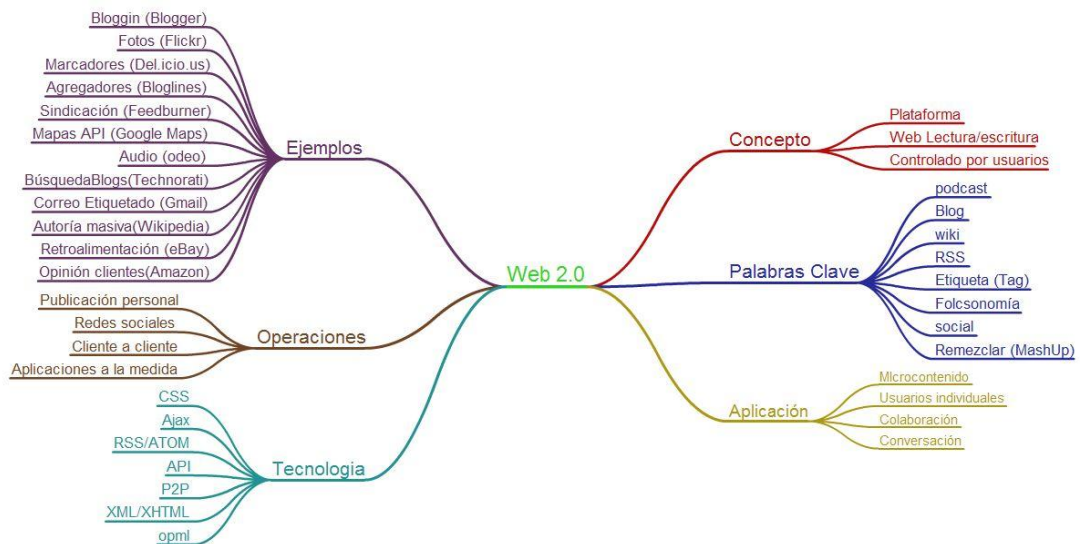 Web 2.0
Ejemplos
Bloggin (Blogger)
Fotos (Flickr)
Marcadores (Del.icio.us)
Agregadores (Bloglines)
Sindicación (Feedburner)
Mapas API (Google Maps)
Audio (odeo)
BúsquedaBlogs(Technorati)
Correo Etiquetado (Gmail)
Autoría masiva(Wikipedia)
Retroalimentación (eBay)
Opinión clientes(Amazon)
Operaciones
Publicación personal
Redes sociales
Cliente a cliente
Aplicaciones a la medida
Tecnologia
CSS
Ajax
RSS/ATOM
API
P2P
XML/XHTML
opml
Concepto
Plataforma
Web Lectura/escritura
Controlado por usuarios
Palabras Clave
podcast
Blog
wiki
RSS
Etiqueta (Tag)
Folcsonomía
social
Remezclar (MashUp)
Aplicación
MIcrocontenido
Usuarios individuales
Colaboración
Conversación